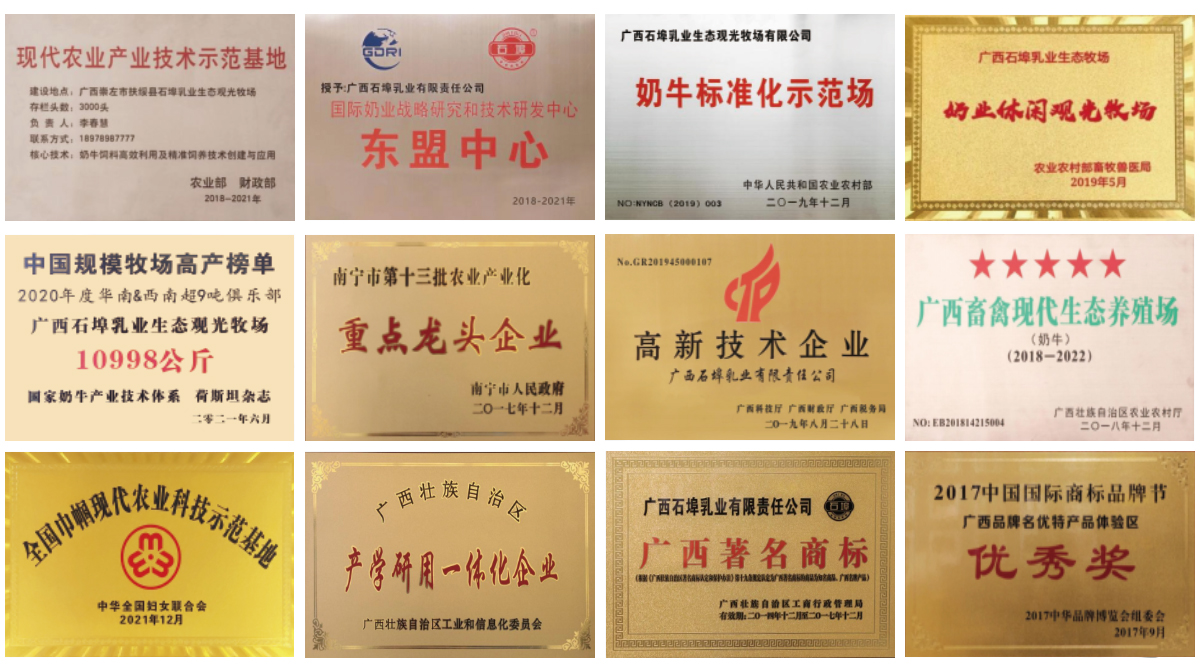 现代农业产业技术示范基地
建设地点：广西崇左市扶绥县石埠乳业生态观光牧场
存栏头数：3000头
负 责 人：李春慧
联系方式：18978987777
核心技术：奶牛饲料高效利用及精准饲养技术创建与应用
农业部 财政部
2018—2021年
GDRI
石埠
授予:广西石埠乳业有限责任公司
国际奶业战略研究和技术研发中心
东盟中心
2018-2021年
广西石埠乳业生态观光牧场有限公司
奶牛标准化示范场
中华人民共和国农业农村部
NO:NYNCB（2019）003
二〇一九年十二月
广西石埠乳业生态牧场
奶业休闲观光牧场
农业农村部畜牧兽医局
2019年5月
中国规模牧场高产榜单
2020年度华南&西南超9吨俱乐部
广西石埠乳业生态观光牧场
10998公斤
国家奶牛产业技术体系 荷斯坦杂志
二零二一年六月
南宁市第十三批农业产业化
重点龙头企业
南宁市人民政府
二〇一七年十二月
No.GR201945000107
高新技术企业
广西石埠乳业有限责任公司
广西科技厅 广西财政厅 广西税务局
二〇一九年八月二十八日
广西畜禽现代生态养殖场
（奶牛）
（2018—2022）
广西壮族自治区农业农村厅
NO: EB201814215004
二〇一八年十二月
全国巾帼现代农业科技示范基地
中华全国妇女联合会
2021年12月
广西壮族自治区
产学研用一体化企业
广西壮族自治区工业和信息化委员会
广西石埠乳业有限责任公司
石埠
广西著名商标
广西壮族自治区工商行政管理局
有效期:二〇一四年十二月至二〇一七年十二月
2017中国国际商标品牌节
广西品牌名优特产品体验区
优秀奖
2017中华品牌博览会组委会
2017年9月